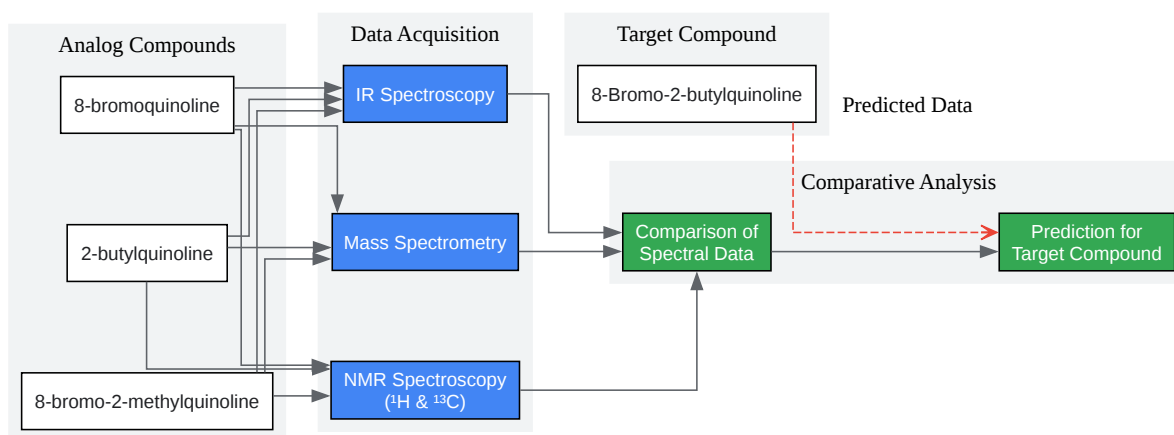 Analog Compounds
8-bromoquinoline
2-butylquinoline
8-bromo-2-methylquinoline
Data Acquisition
IR Spectroscopy
Mass Spectrometry
NMR Spectroscopy
(¹H & ¹³C)
Target Compound
8-Bromo-2-butylquinoline
Predicted Data
Comparative Analysis
Comparison of
Spectral Data
Prediction for
Target Compound